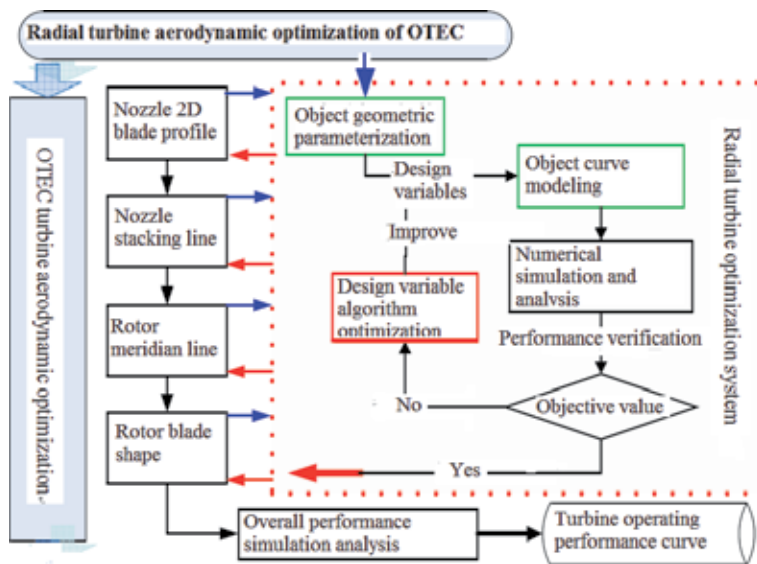 Radial turbine aerodynamic optimization of OTEC
OTEC turbine aerodynamic optimization
Nozzle 2D
blade profile
Nozzle
stacking line
Rotor
meridian line
Rotor blade
shape
Object geometric
parameterization
Design
variables
Improve
Design variable
algorithm
optimization
Object curve
modeling
Numerical
simulation and
analysis
Performance verification
Objective value
No
Yes
Radial turbine optimization
system
Overall performance
simulation analysis
Turbine operating
performance curve